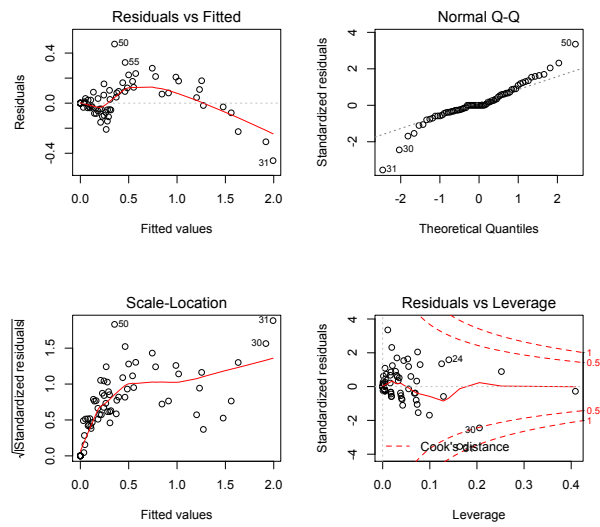 Residuals vs Fitted
Residuals
0.4
0.0
-0.4
50
55
31
0.0 0.5 1.0 1.5 2.0
Fitted values
Normal Q-Q
Standardized residuals
4
2
0
-2
50
30
31
-2 -1 0 1 2
Theoretical Quantiles
Scale-Location
√|Standardized residuals|
1.5
1.0
0.5
0.0
50
31
30
0.0 0.5 1.0 1.5 2.0
Fitted values
Residuals vs Leverage
Standardized residuals
4
2
0
-2
-4
24
30
1
0.5
0.5
1
Cook's distance
0.0 0.1 0.2 0.3 0.4
Leverage